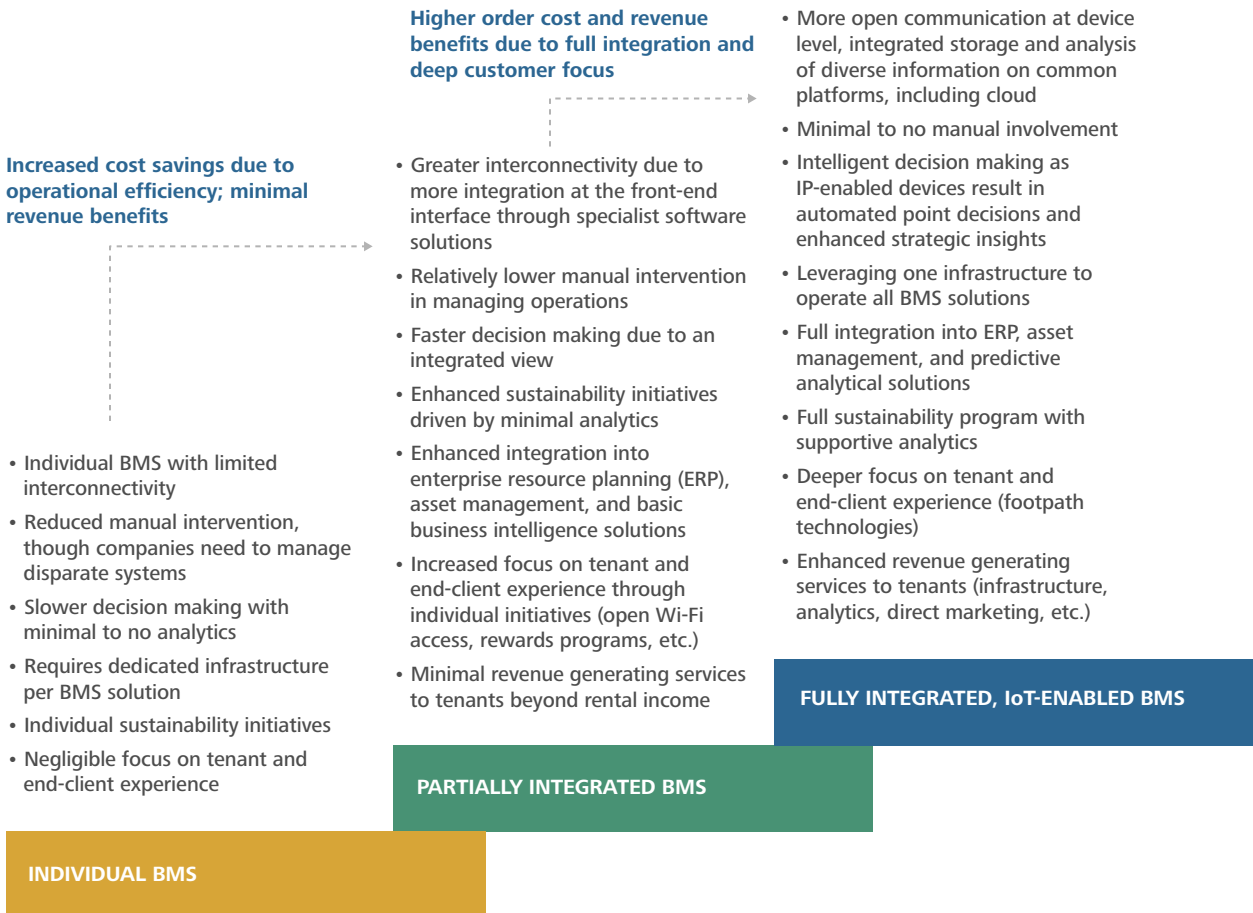 Increased cost savings due to
operational efficiency; minimal
revenue benefits
• Individual BMS with limited
interconnectivity
• Reduced manual intervention,
though companies need to manage
disparate systems
• Slower decision making with
minimal to no analytics
• Requires dedicated infrastructure
per BMS solution
• Individual sustainability initiatives
• Negligible focus on tenant and
end-client experience
INDIVIDUAL BMS
Higher order cost and revenue
benefits due to full integration and
deep customer focus
• Greater interconnectivity due to
more integration at the front-end
interface through specialist software
solutions
• Relatively lower manual intervention
in managing operations
• Faster decision making due to an
integrated view
• Enhanced sustainability initiatives
driven by minimal analytics
• Enhanced integration into
enterprise resource planning (ERP),
asset management, and basic
business intelligence solutions
• Increased focus on tenant and
end-client experience through
individual initiatives (open Wi-Fi
access, rewards programs, etc.)
• Minimal revenue generating services
to tenants beyond rental income
PARTIALLY INTEGRATED BMS
• More open communication at device
level, integrated storage and analysis
of diverse information on common
platforms, including cloud
• Minimal to no manual involvement
• Intelligent decision making as
IP-enabled devices result in
automated point decisions and
enhanced strategic insights
• Leveraging one infrastructure to
operate all BMS solutions
• Full integration into ERP, asset
management, and predictive
analytical solutions
• Full sustainability program with
supportive analytics
• Deeper focus on tenant and
end-client experience (footpath
technologies)
• Enhanced revenue generating
services to tenants (infrastructure,
analytics, direct marketing, etc.)
FULLY INTEGRATED, IoT-ENABLED BMS